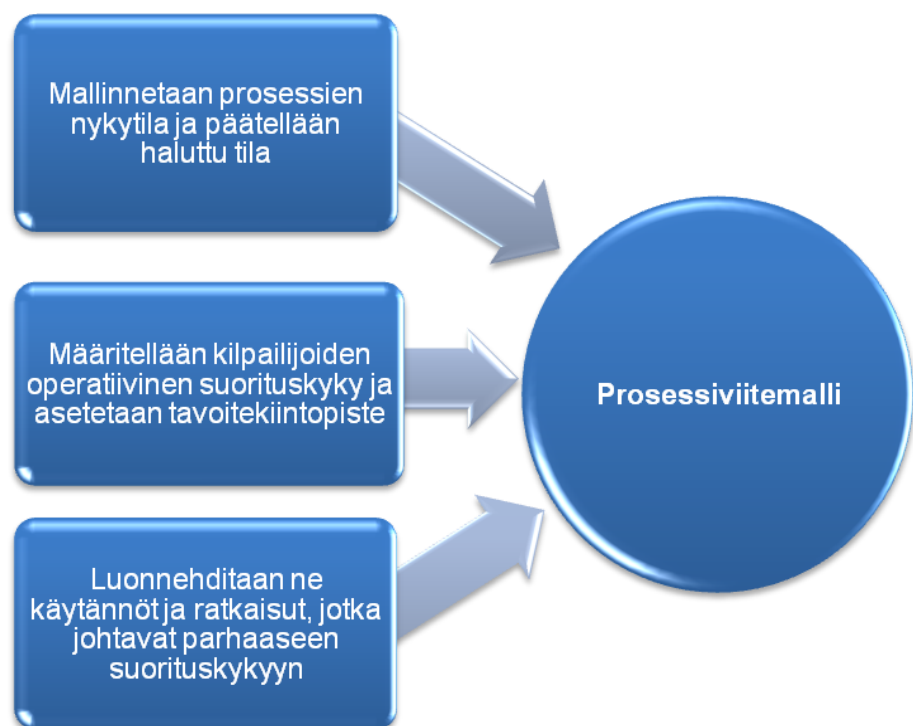 Mallinnetaan prosessien
nykytila ja päätellään
haluttu tila
Määritellään kilpailijoiden
operatiivinen suorituskyky ja
asetetaan tavoitekiintopiste
Luonnehditaan ne
käytännöt ja ratkaisut, jotka
johtavat parhaaseen
suorituskykyyn
Prosessiviitemalli